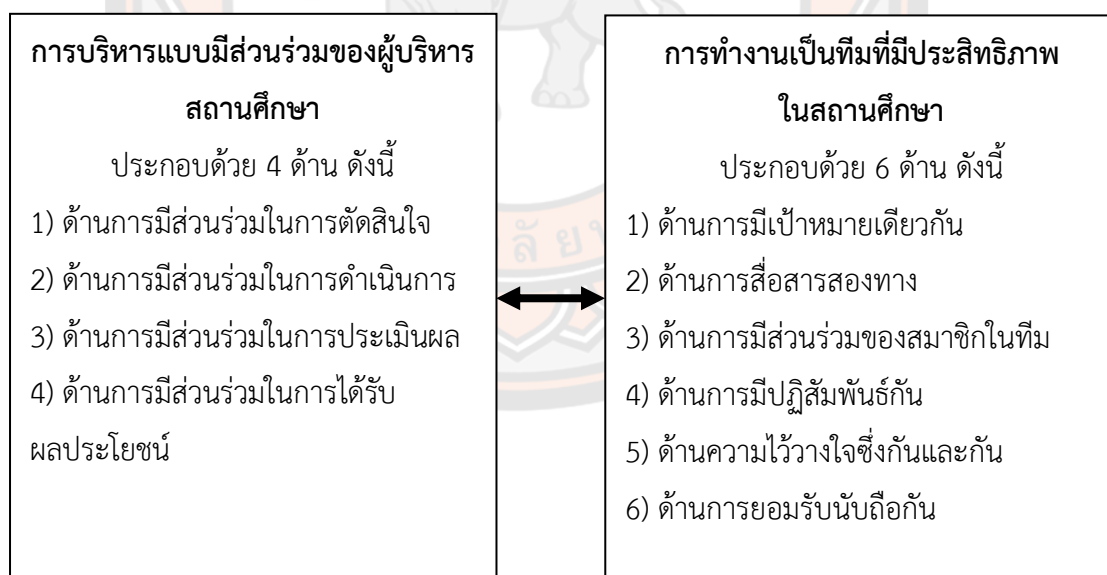 การบริหารแบบมีส่วนร่วมของผู้บริหาร
สถานศึกษา
ประกอบด้วย 4 ด้าน ดังนี้
1) ด้านการมีส่วนร่วมในการตัดสินใจ
2) ด้านการมีส่วนร่วมในการดำเนินการ
3) ด้านการมีส่วนร่วมในการประเมินผล
4) ด้านการมีส่วนร่วมในการได้รับ
ผลประโยชน์
การทำงานเป็นทีมที่มีประสิทธิภาพ
ในสถานศึกษา
ประกอบด้วย 6 ด้าน ดังนี้
1) ด้านการมีเป้าหมายเดียวกัน
2) ด้านการสื่อสารสองทาง
3) ด้านการมีส่วนร่วมของสมาชิกในทีม
4) ด้านการมีปฏิสัมพันธ์กัน
5) ด้านความไว้วางใจซึ่งกันและกัน
6) ด้านการยอมรับนับถือกัน